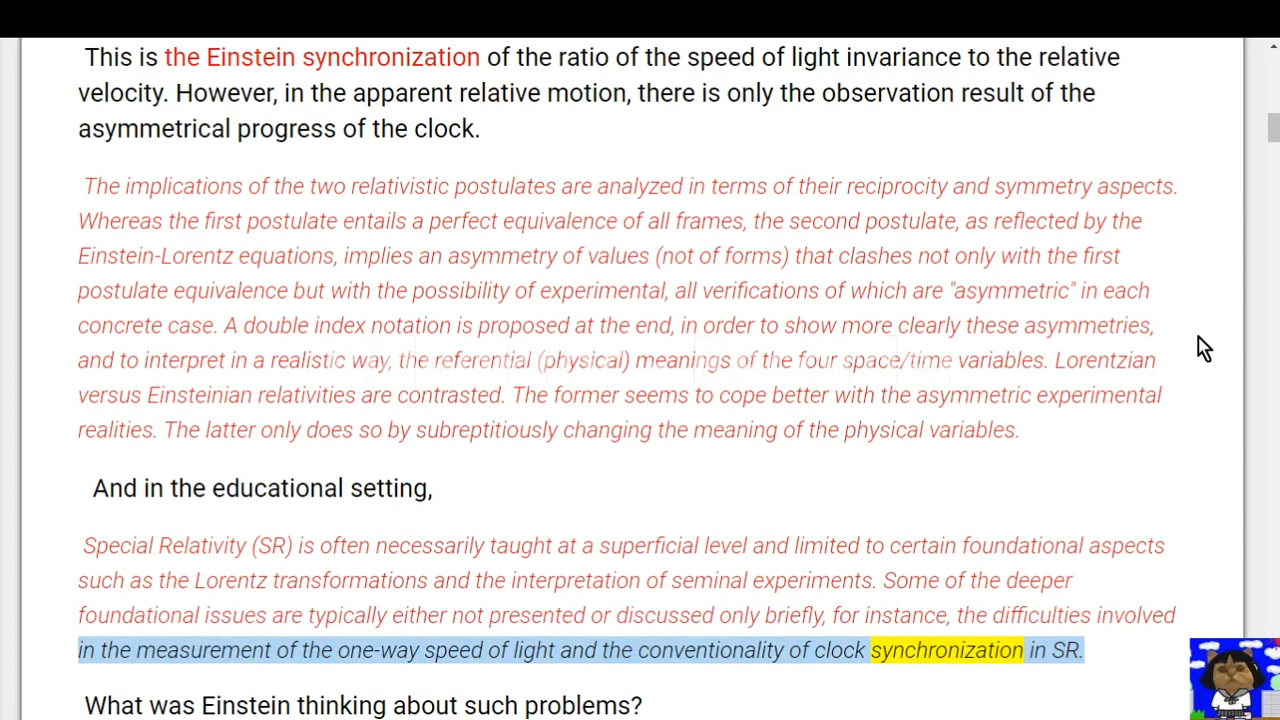 This is the Einstein synchronization of the ratio of the speed of light invariance to the relative
velocity. However, in the apparent relative motion, there is only the observation result of the
asymmetrical progress of the clock.
The implications of the two relativistic postulates are analyzed in terms of their reciprocity and symmetry aspects.
Whereas the first postulate entails a perfect equivalence of all frames, the second postulate, as reflected by the
Einstein-Lorentz equations, implies an asymmetry of values (not of forms) that clashes not only with the first
postulate equivalence but with the possibility of experimental, all verifications of which are "asymmetric" in each
concrete case. A double index notation is proposed at the end, in order to show more clearly these asymmetries,
and to interpret in a realistic way, the referential (physical) meanings of the four space/time variables. Lorentzian
versus Einsteinian relativities are contrasted. The former seems to cope better with the asymmetric experimental
realities. The latter only does so by subreptitiously changing the meaning of the physical variables.
And in the educational setting,
Special Relativity (SR) is often necessarily taught at a superficial level and limited to certain foundational aspects
such as the Lorentz transformations and the interpretation of seminal experiments. Some of the deeper
foundational issues are typically either not presented or discussed only briefly, for instance, the difficulties involved
in the measurement of the one-way speed of light and the conventionality of clock synchronization in SR.
What was Einstein thinking about such problems?